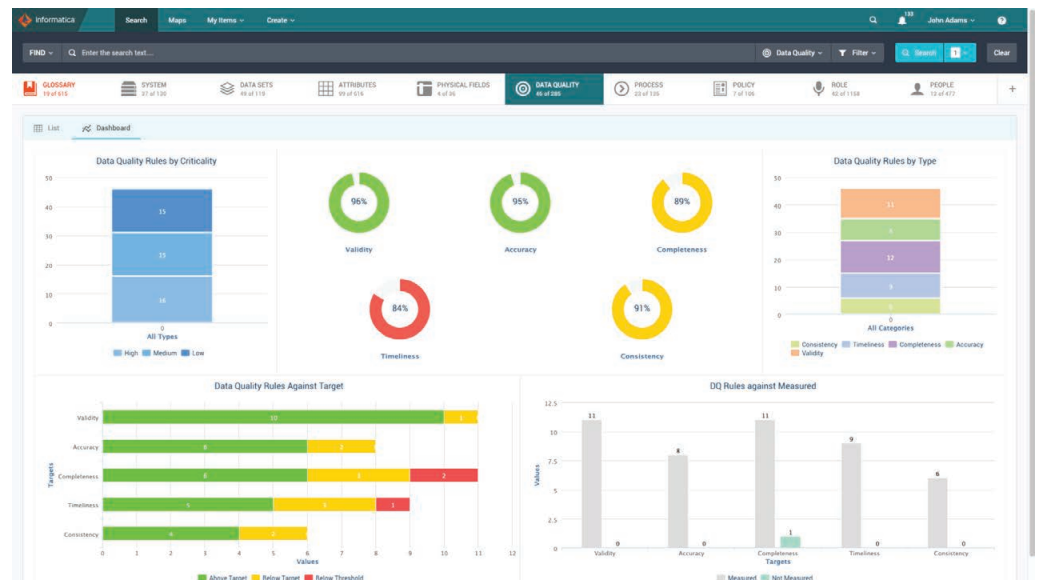 Informatica Search Maps My Items Create 133 John Adams
FIND Enter the search text... Data Quality Filter Search 1 Clear
GLOSSARY SYSTEM DATA SETS ATTRIBUTES PHYSICAL FIELDS DATA QUALITY PROCESS POLICY ROLE PEOPLE +
19 of 615 37 of 130 49 of 119 99 of 616 4 of 35 46 of 280 7 of 106 62 of 1158 12 of 477
List Dashboard
Data Quality Rules by Criticality
50
40
30
20
10
0
15
15
16
0
All Types
High Medium Low
96%
Validity
95%
Accuracy
89%
Completeness
84%
Timeliness
91%
Consistency
Data Quality Rules by Type
50
40
30
20
10
0
11
8
12
9
0
All Categories
Consistency Timeliness Completeness Accuracy
Validity
Data Quality Rules Against Target
Targets
Validity 10 1
Accuracy 6 2
Completeness 6 3 2
Timeliness 5 3 1
Consistency 4 2
0 1 2 3 4 5 6 7 8 9 10 11 12
Values
Above Target Below Target Below Threshold
DQ Rules against Measured
Values
12.5
10
7.5
5
2.5
0
11 0 8 0 11 1 9 0 6 0
Validity Accuracy Completeness Timeliness Consistency
Targets
Measured Not Measured